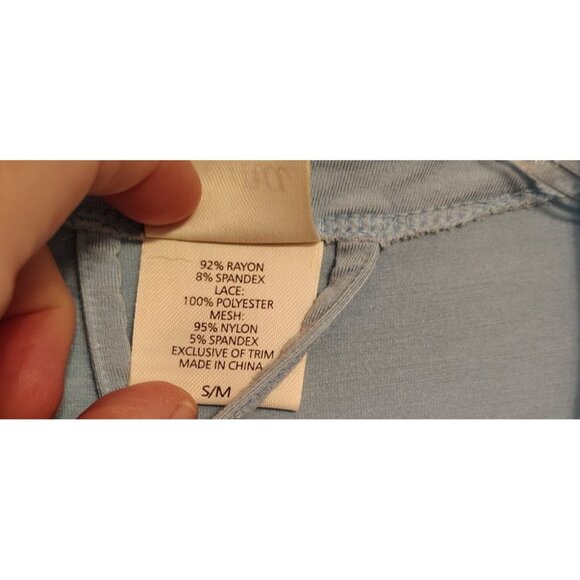 92% RAYON
8% SPANDEX
LACE:
100% POLYESTER
MESH:
95% NYLON
5% SPANDEX
EXCLUSIVE OF TRIM
MADE IN CHINA
S/M